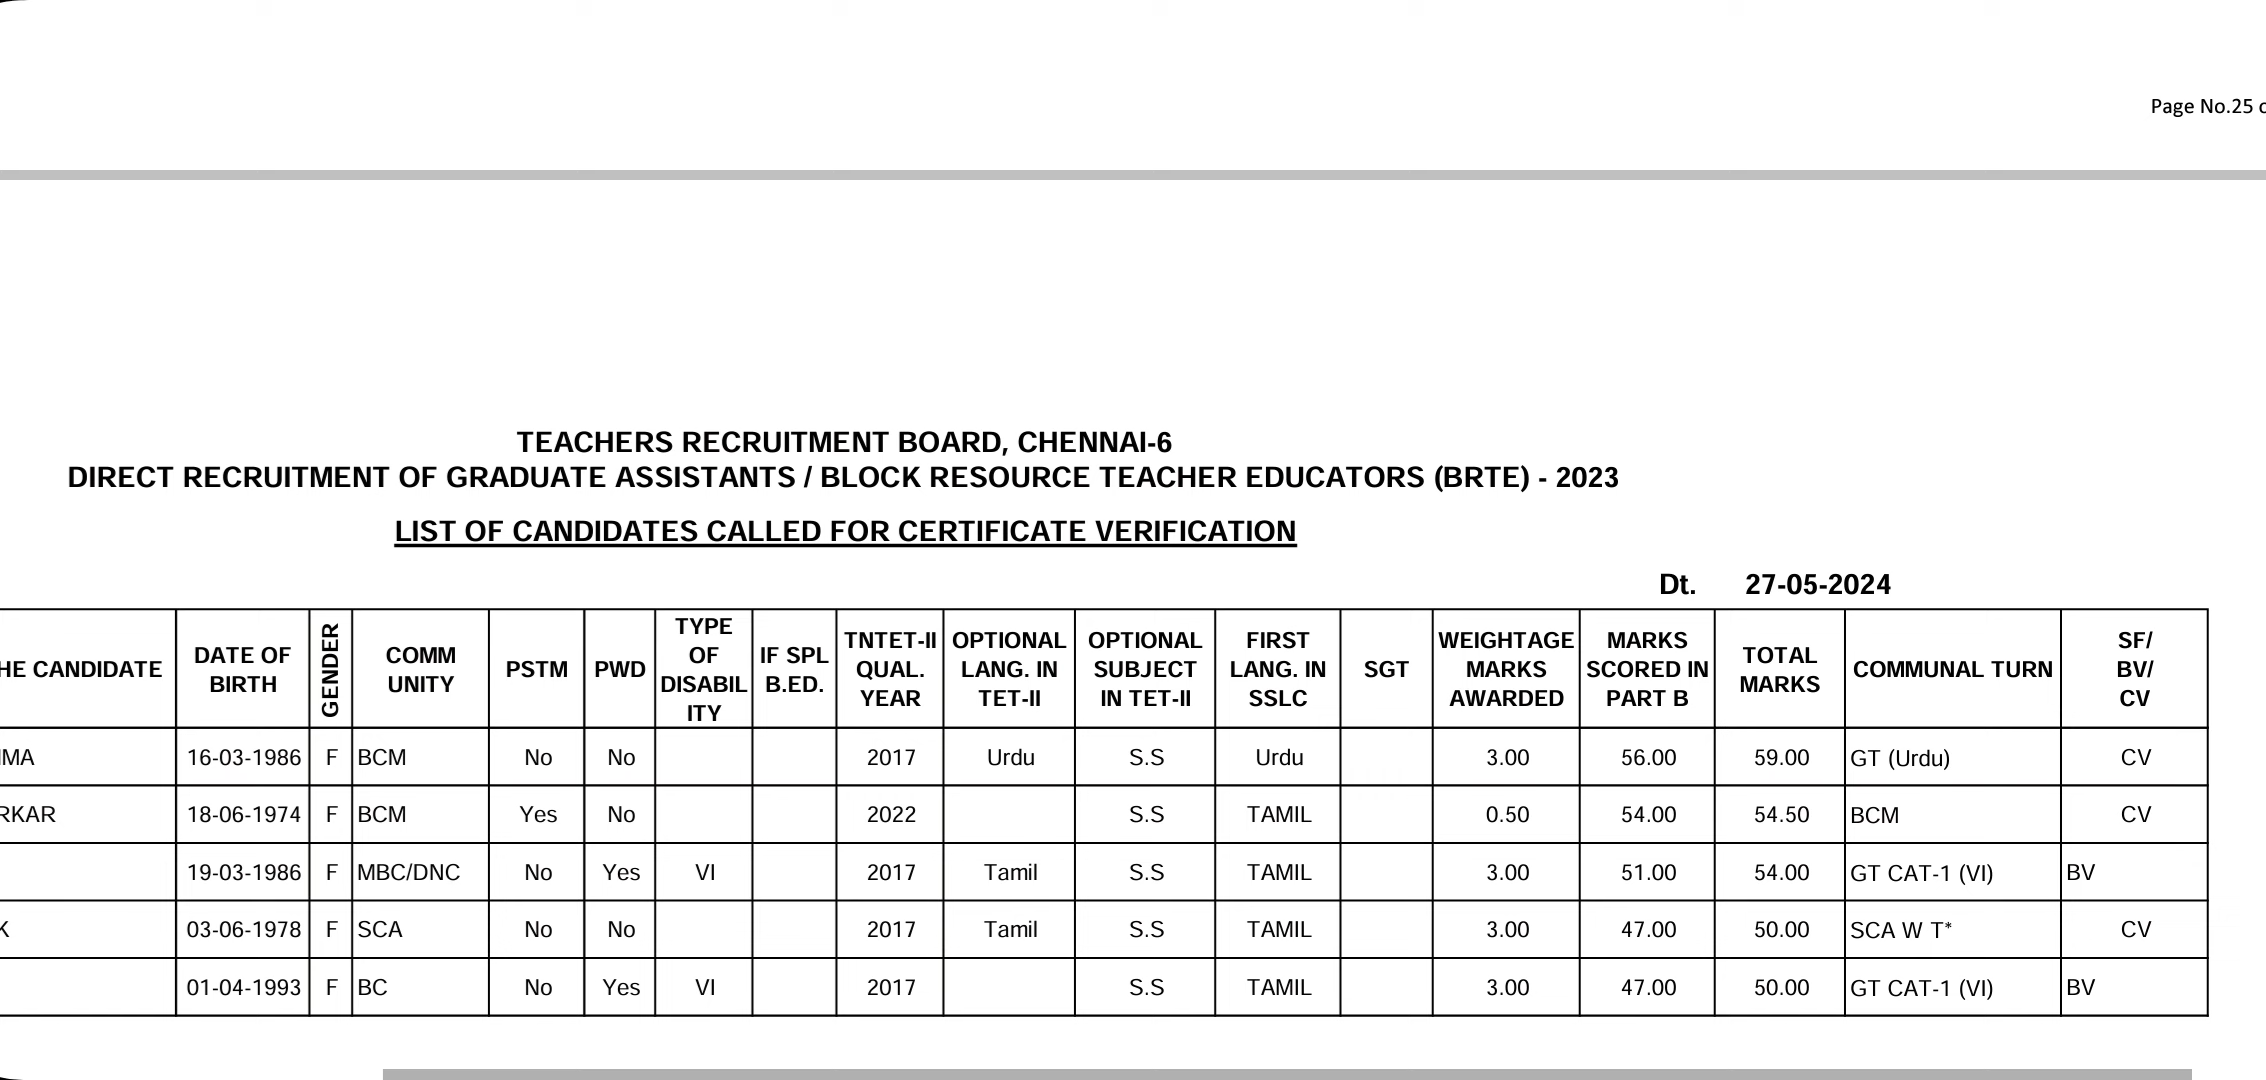 Page No.25
TEACHERS RECRUITMENT BOARD, CHENNAI-6
DIRECT RECRUITMENT OF GRADUATE ASSISTANTS / BLOCK RESOURCE TEACHER EDUCATORS (BRTE) - 2023
LIST OF CANDIDATES CALLED FOR CERTIFICATE VERIFICATION
Dt. 27-05-2024
HE CANDIDATE DATE OF BIRTH GENDER COMM UNITY PSTM PWD TYPE OF DISABIL ITY IF SPL B.ED. TNTET-II QUAL. YEAR OPTIONAL LANG. IN TET-II OPTIONAL SUBJECT IN TET-II FIRST LANG. IN SSLC SGT WEIGHTAGE MARKS AWARDED MARKS SCORED IN PART B TOTAL MARKS COMMUNAL TURN SF/ BV/ CV
MA 16-03-1986 F BCM No No 2017 Urdu S.S Urdu 3.00 56.00 59.00 GT (Urdu) CV
RKAR 18-06-1974 F BCM Yes No 2022 S.S TAMIL 0.50 54.00 54.50 BCM CV
19-03-1986 F MBC/DNC No Yes VI 2017 Tamil S.S TAMIL 3.00 51.00 54.00 GT CAT-1 (VI) BV
K 03-06-1978 F SCA No No 2017 Tamil S.S TAMIL 3.00 47.00 50.00 SCA W T* CV
01-04-1993 F BC No Yes VI 2017 S.S TAMIL 3.00 47.00 50.00 GT CAT-1 (VI) BV